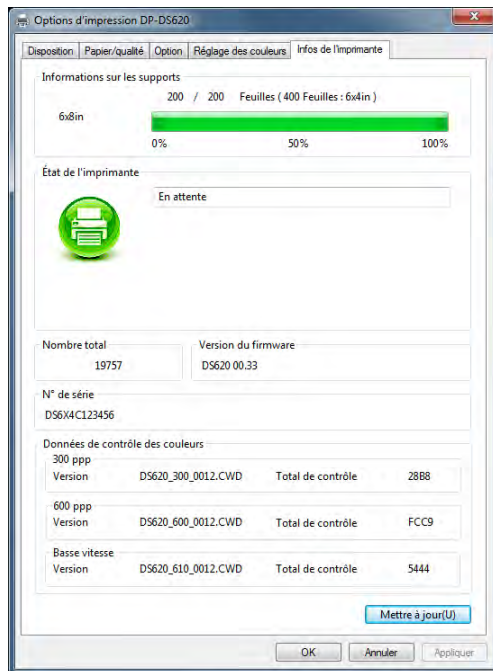 Options d'impression DP-DS620
Disposition Papier/qualité Option Réglage des couleurs Infos de l'imprimante
Informations sur les supports
200 / 200 Feuilles ( 400 Feuilles : 6x4in )
6x8in
0% 50% 100%
État de l'imprimante
En attente
Nombre total Version du firmware
19757 DS620 00.33
N° de série
DS6X4C123456
Données de contrôle des couleurs
300 ppp
Version DS620_300_0012.CWD Total de contrôle 28B8
600 ppp
Version DS620_600_0012.CWD Total de contrôle FCC9
Basse vitesse
Version DS620_610_0012.CWD Total de contrôle 5444
Mettre à jour(U)
OK Annuler Appliquer